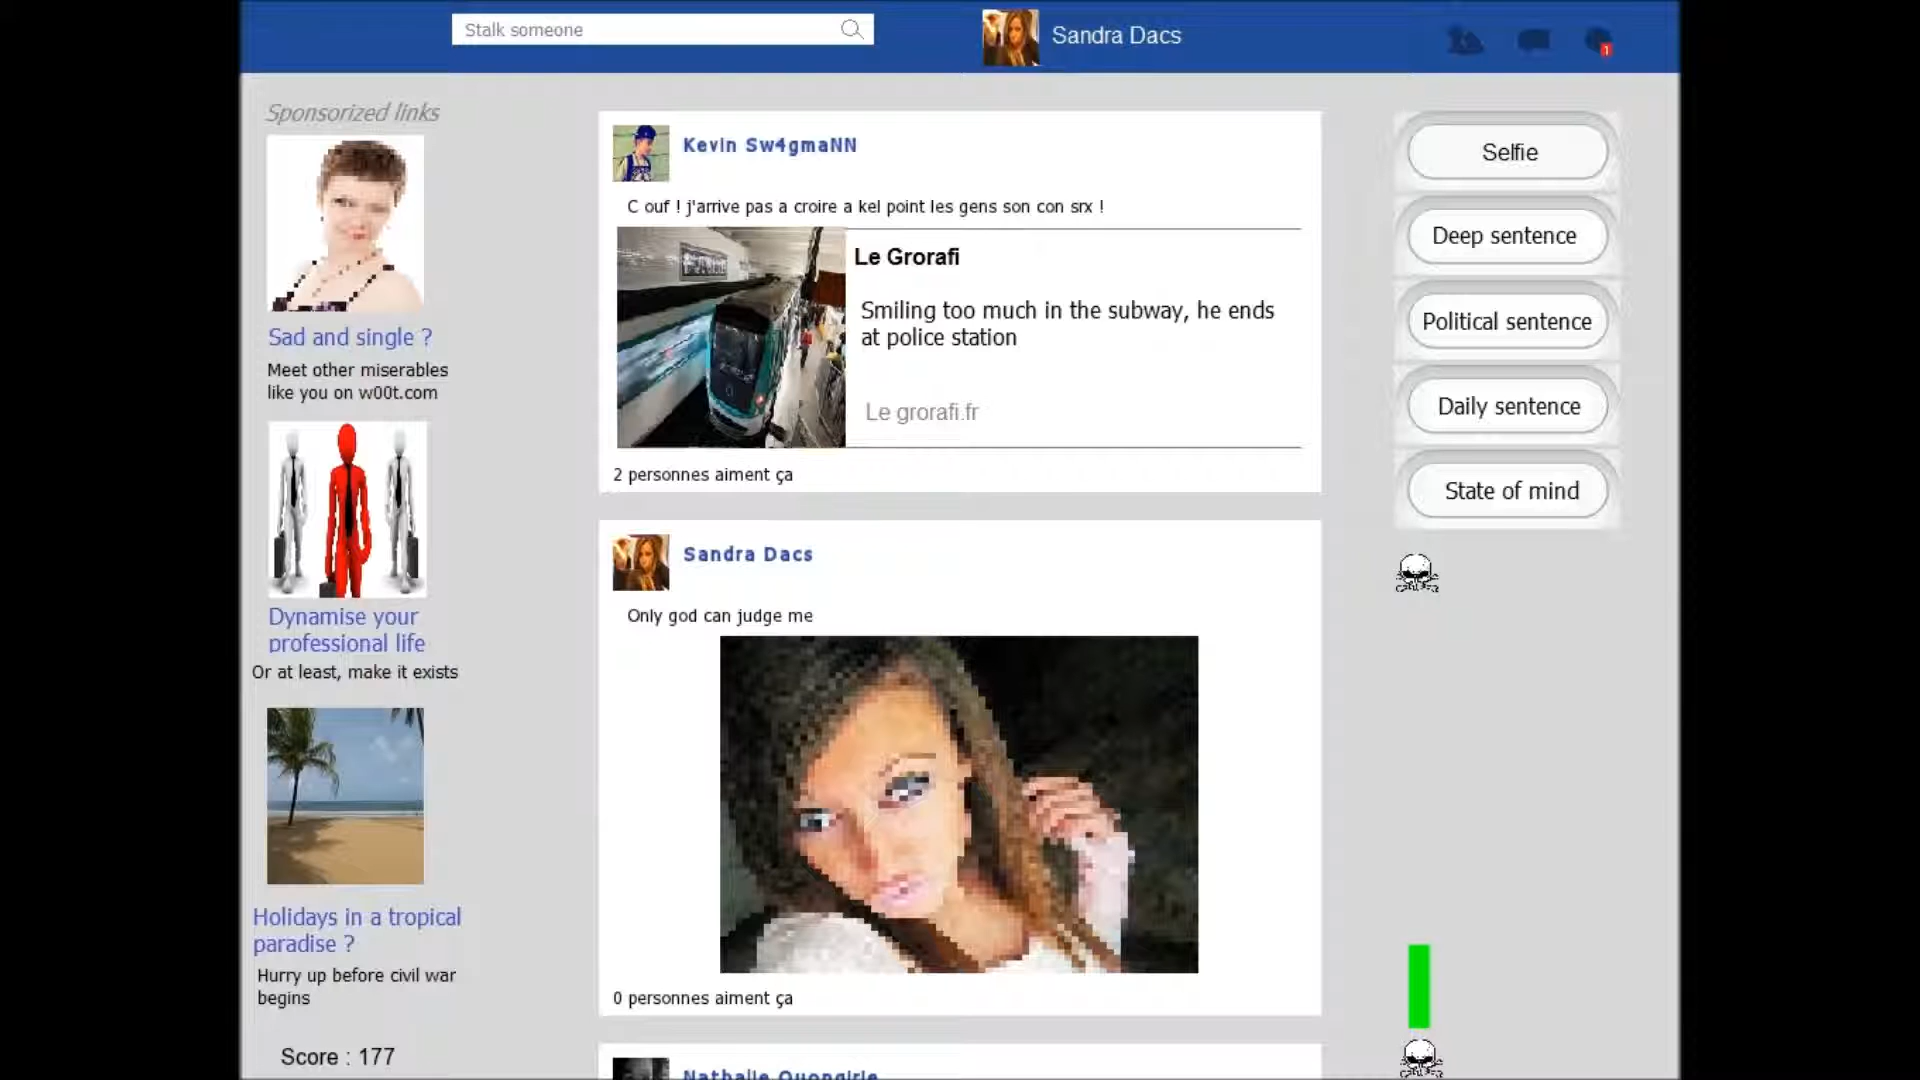 Stalk someone
Sandra Dacs
1
Sponsorized links
Sad and single ?
Meet other miserables
like you on w00t.com
Dynamise your
professional life
Or at least, make it exists
Holidays in a tropical
paradise ?
Hurry up before civil war
begins
Score : 177
Kevin Sw4gmaNN
C ouf ! j'arrive pas a croire a kel point les gens son con srx !
Le Grorafi
Smiling too much in the subway, he ends
at police station
Le grorafi.fr
2 personnes aiment ça
Sandra Dacs
Only god can judge me
0 personnes aiment ça
Nathalie
Selfie
Deep sentence
Political sentence
Daily sentence
State of mind